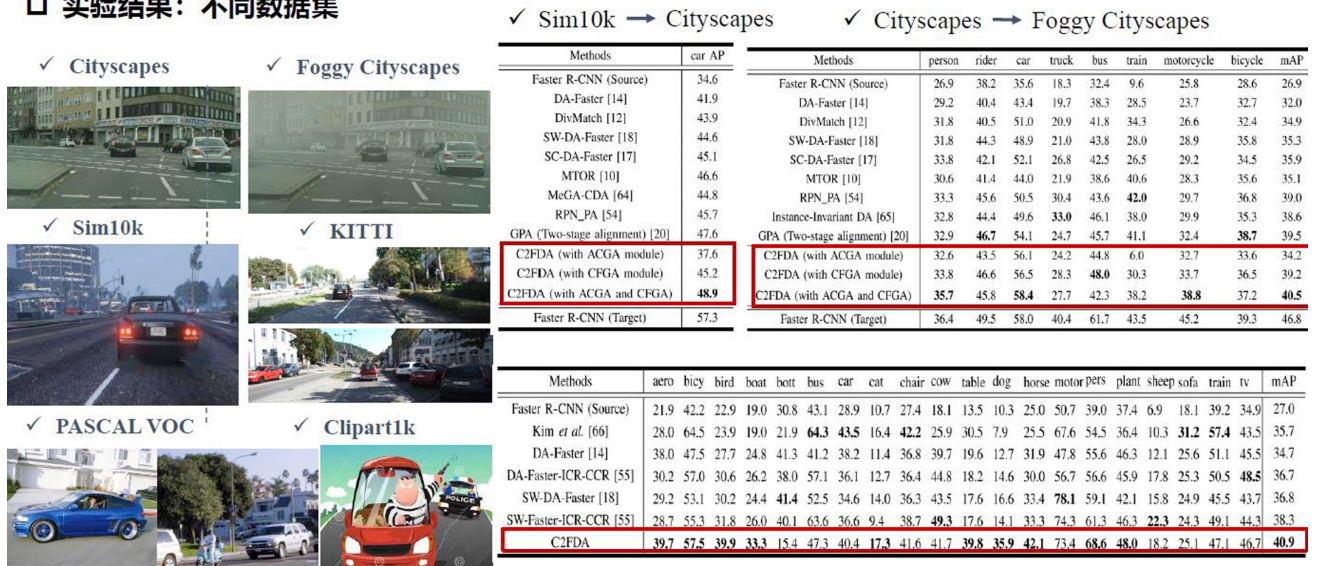 实验结果：不同数据集
✓ Cityscapes
✓ Foggy Cityscapes
✓ Sim10k
✓ KITTI
✓ PASCAL VOC
✓ Clipart1k
POLICE
✓ Sim10k → Cityscapes
Methods car AP
Faster R-CNN (Source) 34.6
DA-Faster [14] 41.9
DivMatch [12] 43.9
SW-DA-Faster [18] 44.6
SC-DA-Faster [17] 45.1
MTOR [10] 46.6
MeGA-CDA [64] 44.8
RPN_PA [54] 45.7
GPA (Two-stage alignment) [20] 47.6
C2FDA (with ACGA module) 37.6
C2FDA (with CFGA module) 45.2
C2FDA (with ACGA and CFGA) 48.9
Faster R-CNN (Target) 57.3
✓ Cityscapes → Foggy Cityscapes
Methods person rider car truck bus train motorcycle bicycle mAP
Faster R-CNN (Source) 26.9 38.2 35.6 18.3 32.4 9.6 25.8 28.6 26.9
DA-Faster [14] 29.2 40.4 43.4 19.7 38.3 28.5 23.7 32.7 32.0
DivMatch [12] 31.8 40.5 51.0 20.9 41.8 34.3 26.6 32.4 34.9
SW-DA-Faster [18] 31.8 44.3 48.9 21.0 43.8 28.0 28.9 35.8 35.3
SC-DA-Faster [17] 33.8 42.1 52.1 26.8 42.5 26.5 29.2 34.5 35.9
MTOR [10] 30.6 41.4 44.0 21.9 38.6 40.6 28.3 35.6 35.1
RPN_PA [54] 33.3 45.6 50.5 30.4 43.6 42.0 29.7 36.8 39.0
Instance-Invariant DA [65] 32.8 44.4 49.6 33.0 46.1 38.0 29.9 35.3 38.6
GPA (Two-stage alignment) [20] 32.9 46.7 54.1 24.7 45.7 41.1 32.4 38.7 39.5
C2FDA (with ACGA module) 32.6 43.5 56.1 24.2 44.8 6.0 32.7 33.6 34.2
C2FDA (with CFGA module) 33.8 46.6 56.5 28.3 48.0 30.3 33.7 36.5 39.2
C2FDA (with ACGA and CFGA) 35.7 45.8 58.4 27.7 42.3 38.2 38.8 37.2 40.5
Faster R-CNN (Target) 36.4 49.5 58.0 40.4 61.7 43.5 45.2 39.3 46.8
Methods aero bicy bird boat bott bus car cat chair cow table dog horse motor pers plant sheep sofa train tv mAP
Faster R-CNN (Source) 21.9 42.2 22.9 19.0 30.8 43.1 28.9 10.7 27.4 18.1 13.5 10.3 25.0 50.7 39.0 37.4 6.9 18.1 39.2 34.9 27.0
Kim et al. [66] 28.0 64.5 23.9 19.0 21.9 64.3 43.5 16.4 42.2 25.9 30.5 7.9 25.5 67.6 54.5 36.4 10.3 31.2 57.4 43.5 35.7
DA-Faster [14] 38.0 47.5 27.7 24.8 41.3 41.2 38.2 11.4 36.8 39.7 19.6 12.7 31.9 47.8 55.6 46.3 12.1 25.6 51.1 45.5 34.7
DA-Faster-ICR-CCR [55] 30.2 57.0 30.6 26.2 38.0 57.1 36.1 12.7 36.4 44.8 18.2 14.6 30.0 56.7 56.6 45.9 17.8 25.3 50.5 48.5 36.7
SW-DA-Faster [18] 29.2 53.1 30.2 24.4 41.4 52.5 34.6 14.0 36.3 43.5 17.6 16.6 33.4 78.1 59.1 42.1 15.8 24.9 45.5 43.7 36.8
SW-Faster-ICR-CCR [55] 28.7 55.3 31.8 26.0 40.1 63.6 36.6 9.4 38.7 49.3 17.6 14.1 33.3 74.3 61.3 46.3 22.3 24.3 49.1 44.3 38.3
C2FDA 39.7 57.5 39.9 33.3 15.4 47.3 40.4 17.3 41.6 41.7 39.8 35.9 42.1 73.4 68.6 48.0 18.2 25.1 47.1 46.7 40.9